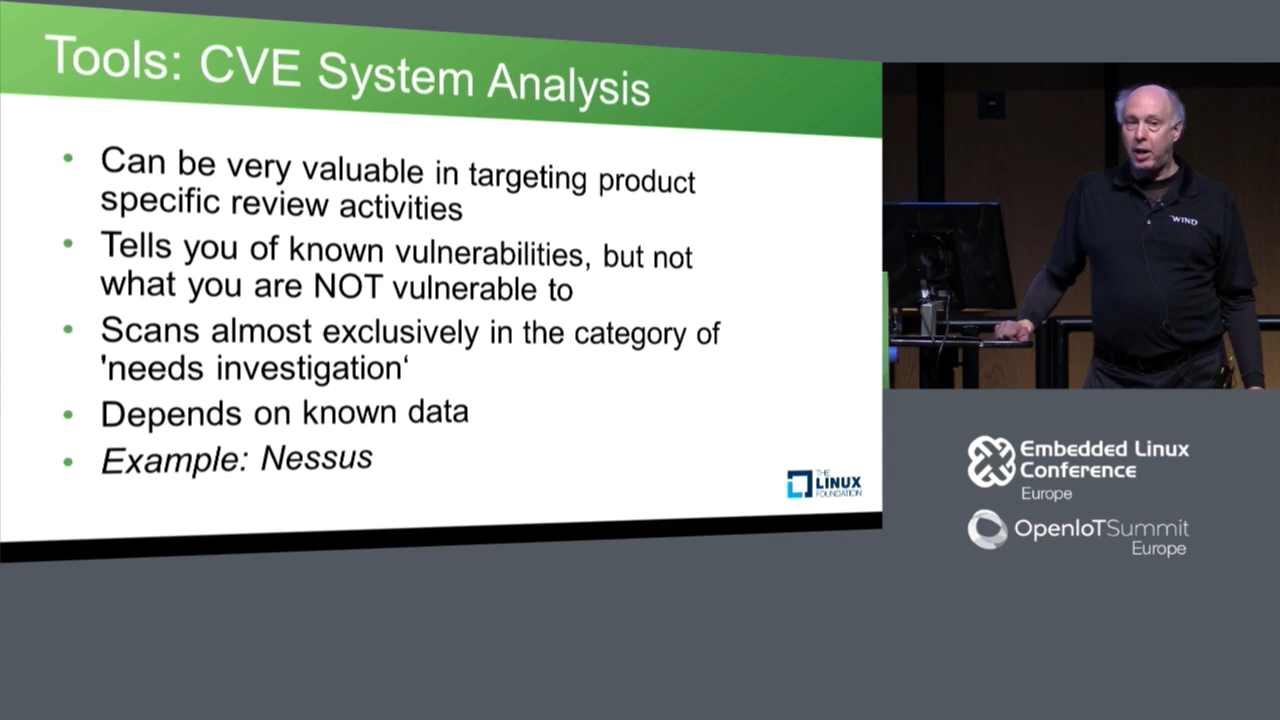 Tools: CVE System Analysis
• Can be very valuable in targeting product
specific review activities
• Tells you of known vulnerabilities, but not
what you are NOT vulnerable to
• Scans almost exclusively in the category of
'needs investigation‘
• Depends on known data
• Example: Nessus
THE
LINUX
FOUNDATION
WIND
Embedded Linux
Conference
Europe
OpenIoTSummit
Europe